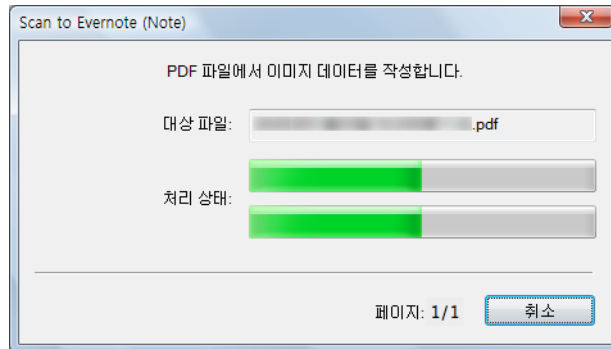 Scan to Evernote (Note)
PDF 파일에서 이미지 데이터를 작성합니다.
대상 파일: .pdf
처리 상태:
페이지: 1/1 취소